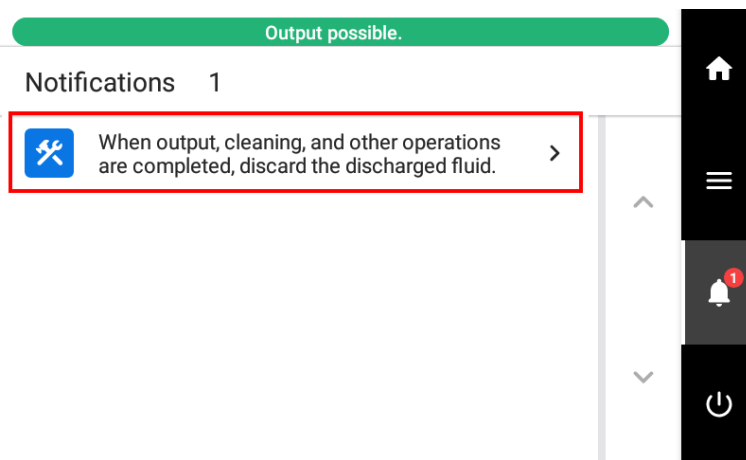 Output possible.
Notifications 1
When output, cleaning, and other operations
are completed, discard the discharged fluid.
1